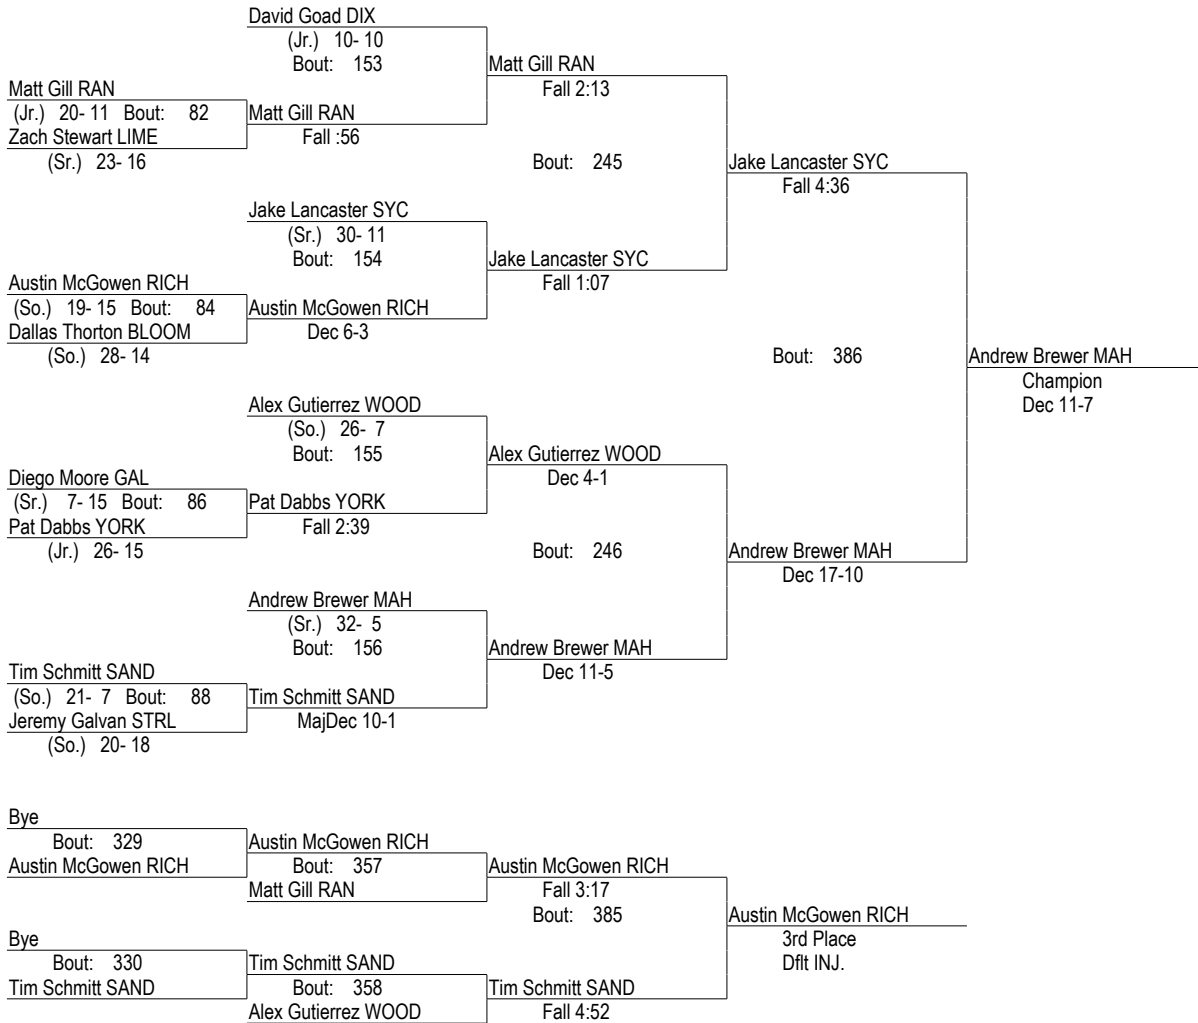 David Goad DIX
(Jr.) 10- 10
Bout: 153
Matt Gill RAN
Fall 2:13
Matt Gill RAN
(Jr.) 20- 11 Bout: 82
Matt Gill RAN
Zach Stewart LIME
Fall :56
(Sr.) 23- 16
Bout: 245
Jake Lancaster SYC
Fall 4:36
Jake Lancaster SYC
(Sr.) 30- 11
Bout: 154
Jake Lancaster SYC
Fall 1:07
Austin McGowen RICH
(So.) 19- 15 Bout: 84
Austin McGowen RICH
Dallas Thorton BLOOM
Dec 6-3
(So.) 28- 14
Bout: 386
Andrew Brewer MAH
Champion
Dec 11-7
Alex Gutierrez WOOD
(So.) 26- 7
Bout: 155
Alex Gutierrez WOOD
Dec 4-1
Diego Moore GAL
(Sr.) 7- 15 Bout: 86
Pat Dabbs YORK
Pat Dabbs YORK
Fall 2:39
(Jr.) 26- 15
Bout: 246
Andrew Brewer MAH
Dec 17-10
Andrew Brewer MAH
(Sr.) 32- 5
Bout: 156
Andrew Brewer MAH
Dec 11-5
Tim Schmitt SAND
(So.) 21- 7 Bout: 88
Tim Schmitt SAND
Jeremy Galvan STRL
MajDec 10-1
(So.) 20- 18
Bye
Bout: 329
Austin McGowen RICH
Austin McGowen RICH
Bout: 357
Austin McGowen RICH
Matt Gill RAN
Fall 3:17
Bout: 385
Austin McGowen RICH
3rd Place
Dflt INJ.
Bye
Bout: 330
Tim Schmitt SAND
Tim Schmitt SAND
Bout: 358
Tim Schmitt SAND
Alex Gutierrez WOOD
Fall 4:52